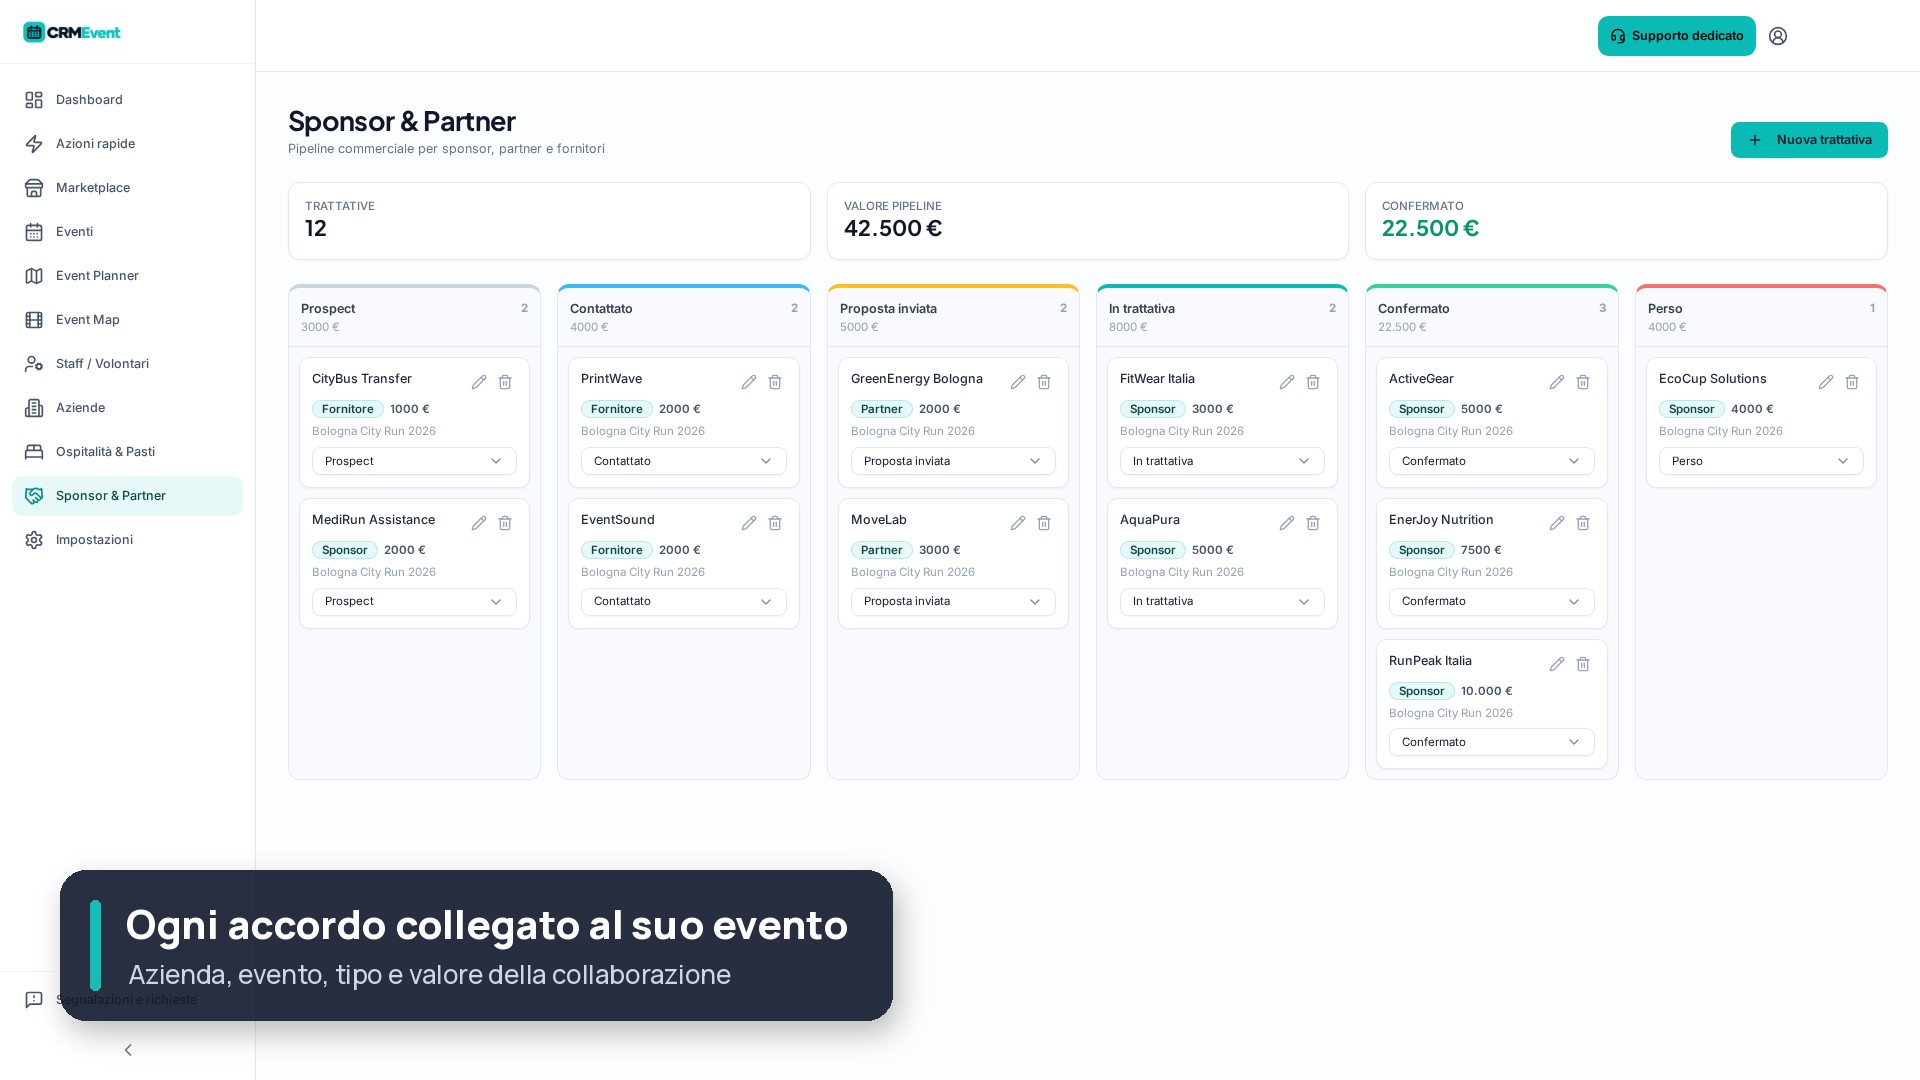 CRMEvent
Supporto dedicato
Dashboard
Azioni rapide
Marketplace
Eventi
Event Planner
Event Map
Staff / Volontari
Aziende
Ospitalità & Pasti
Sponsor & Partner
Impostazioni
Segnalazioni e richieste
Sponsor & Partner
Pipeline commerciale per sponsor, partner e fornitori
Nuova trattativa
TRATTATIVE
12
VALORE PIPELINE
42.500 €
CONFERMATO
22.500 €
Prospect 2
3000 €
CityBus Transfer
Fornitore 1000 €
Bologna City Run 2026
Prospect
MediRun Assistance
Sponsor 2000 €
Bologna City Run 2026
Prospect
Contattato 2
4000 €
PrintWave
Fornitore 2000 €
Bologna City Run 2026
Contattato
EventSound
Fornitore 2000 €
Bologna City Run 2026
Contattato
Proposta inviata 2
5000 €
GreenEnergy Bologna
Partner 2000 €
Bologna City Run 2026
Proposta inviata
MoveLab
Partner 3000 €
Bologna City Run 2026
Proposta inviata
In trattativa 2
8000 €
FitWear Italia
Sponsor 3000 €
Bologna City Run 2026
In trattativa
AquaPura
Sponsor 5000 €
Bologna City Run 2026
In trattativa
Confermato 3
22.500 €
ActiveGear
Sponsor 5000 €
Bologna City Run 2026
Confermato
EnerJoy Nutrition
Sponsor 7500 €
Bologna City Run 2026
Confermato
RunPeak Italia
Sponsor 10.000 €
Bologna City Run 2026
Confermato
Perso 1
4000 €
EcoCup Solutions
Sponsor 4000 €
Bologna City Run 2026
Perso
Ogni accordo collegato al suo evento
Azienda, evento, tipo e valore della collaborazione